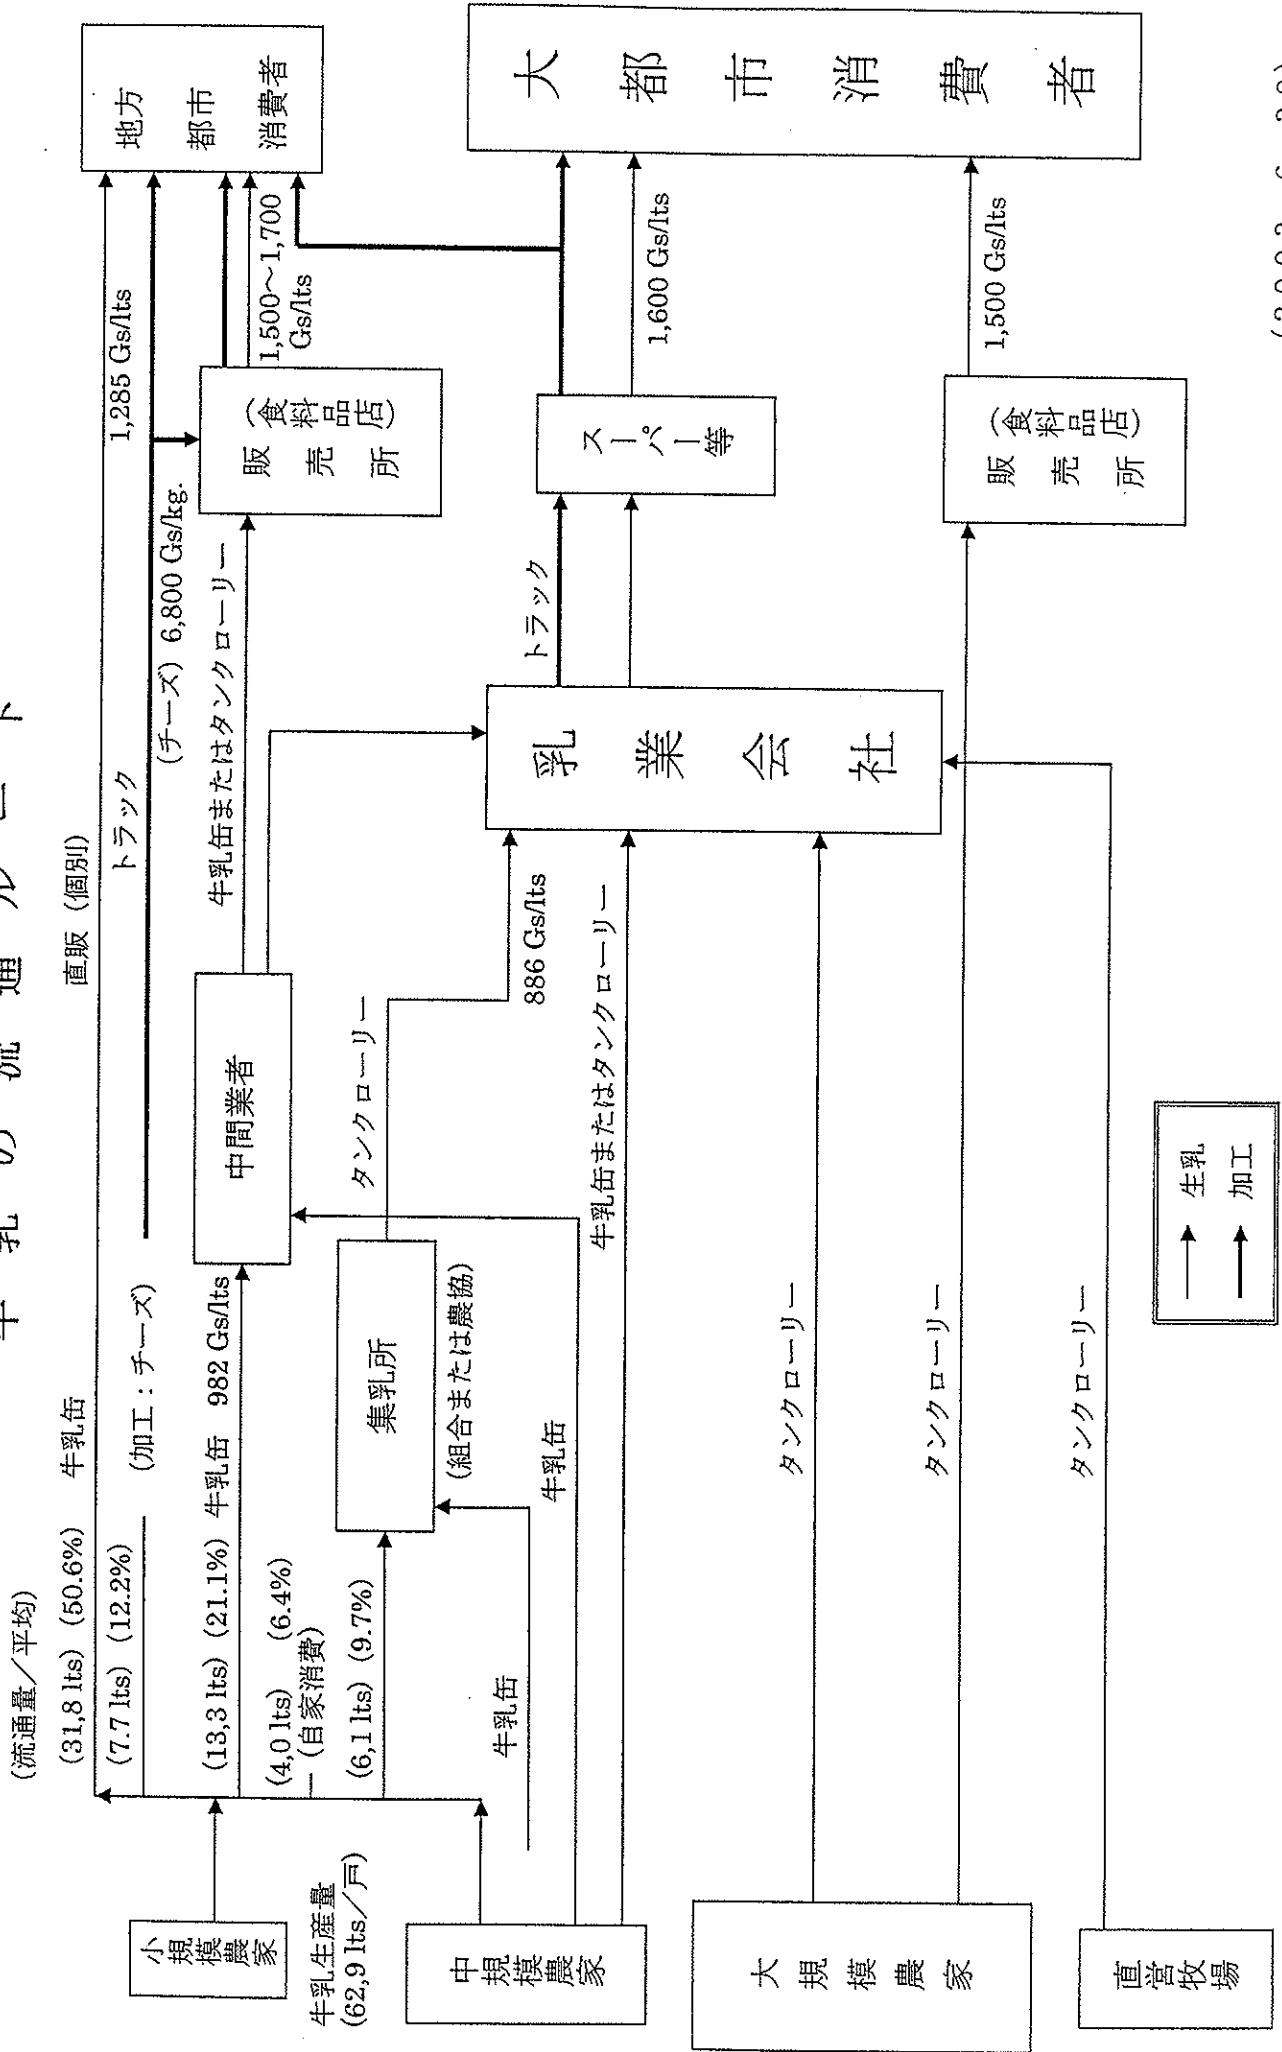 牛乳の流通ルート
(流通量／平均)
(31,8 lts) (50.6%) 牛乳缶
直販 (個別)
1,285 Gs/lts
(7.7 lts) (12.2%)
(加工：チーズ)
トラック
(チーズ) 6,800 Gs/kg.
(13,3 lts) (21.1%) 牛乳缶 982 Gs/lts
(4,0 lts) (6.4%)
(自家消費)
(6,1 lts) (9.7%)
小規模農家
牛乳生産量
(62,9 lts／戸)
中規模農家
大規模農家
直営牧場
中間業者
牛乳缶またはタンクローリー
集乳所
(組合または農協)
タンクローリー
886 Gs/lts
牛乳缶
牛乳缶
牛乳缶またはタンクローリー
タンクローリー
タンクローリー
タンクローリー
乳業会社
トラック
(食料品店)
販売所
1,500～1,700
Gs/lts
スーパー等
1,600 Gs/lts
(食料品店)
販売所
1,500 Gs/lts
地方
都市
消費者
大都市消費者
生乳
加工